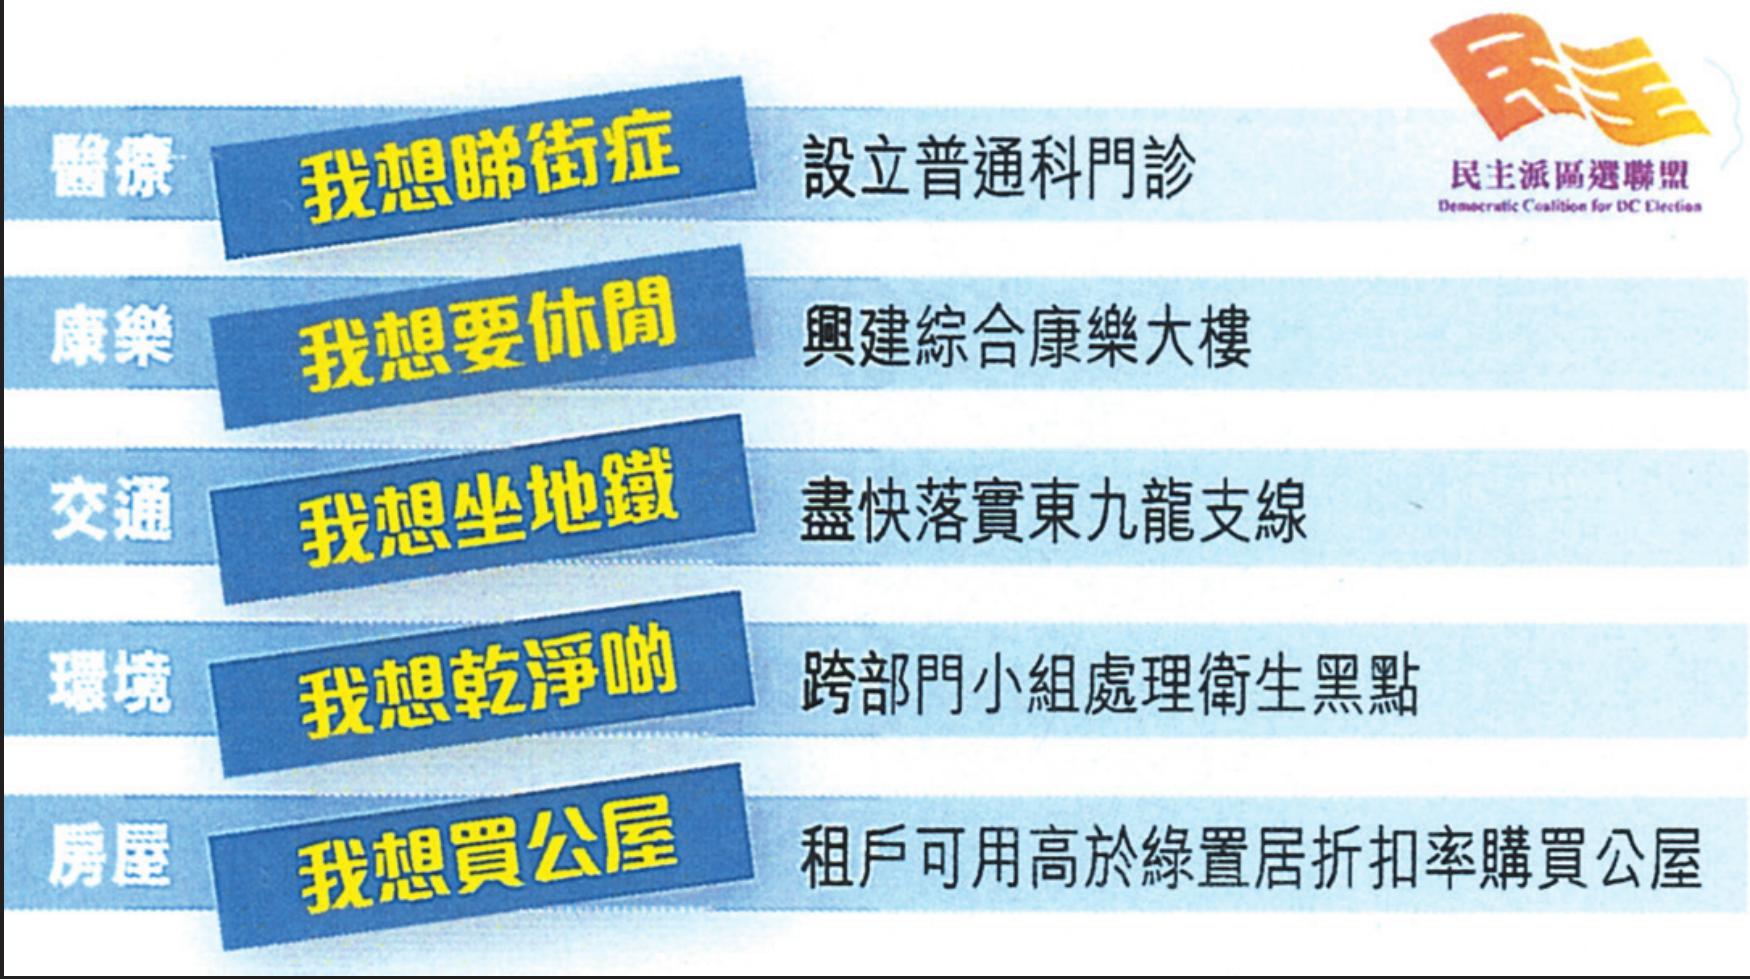 民主
民主派區選聯盟
Democratic Coalition for DC Election
醫療 我想睇街症 設立普通科門診
康樂 我想要休閒 興建綜合康樂大樓
交通 我想坐地鐵 盡快落實東九龍支線
環境 我想乾淨啲 跨部門小組處理衛生黑點
房屋 我想買公屋 租戶可用高於綠置居折扣率購買公屋